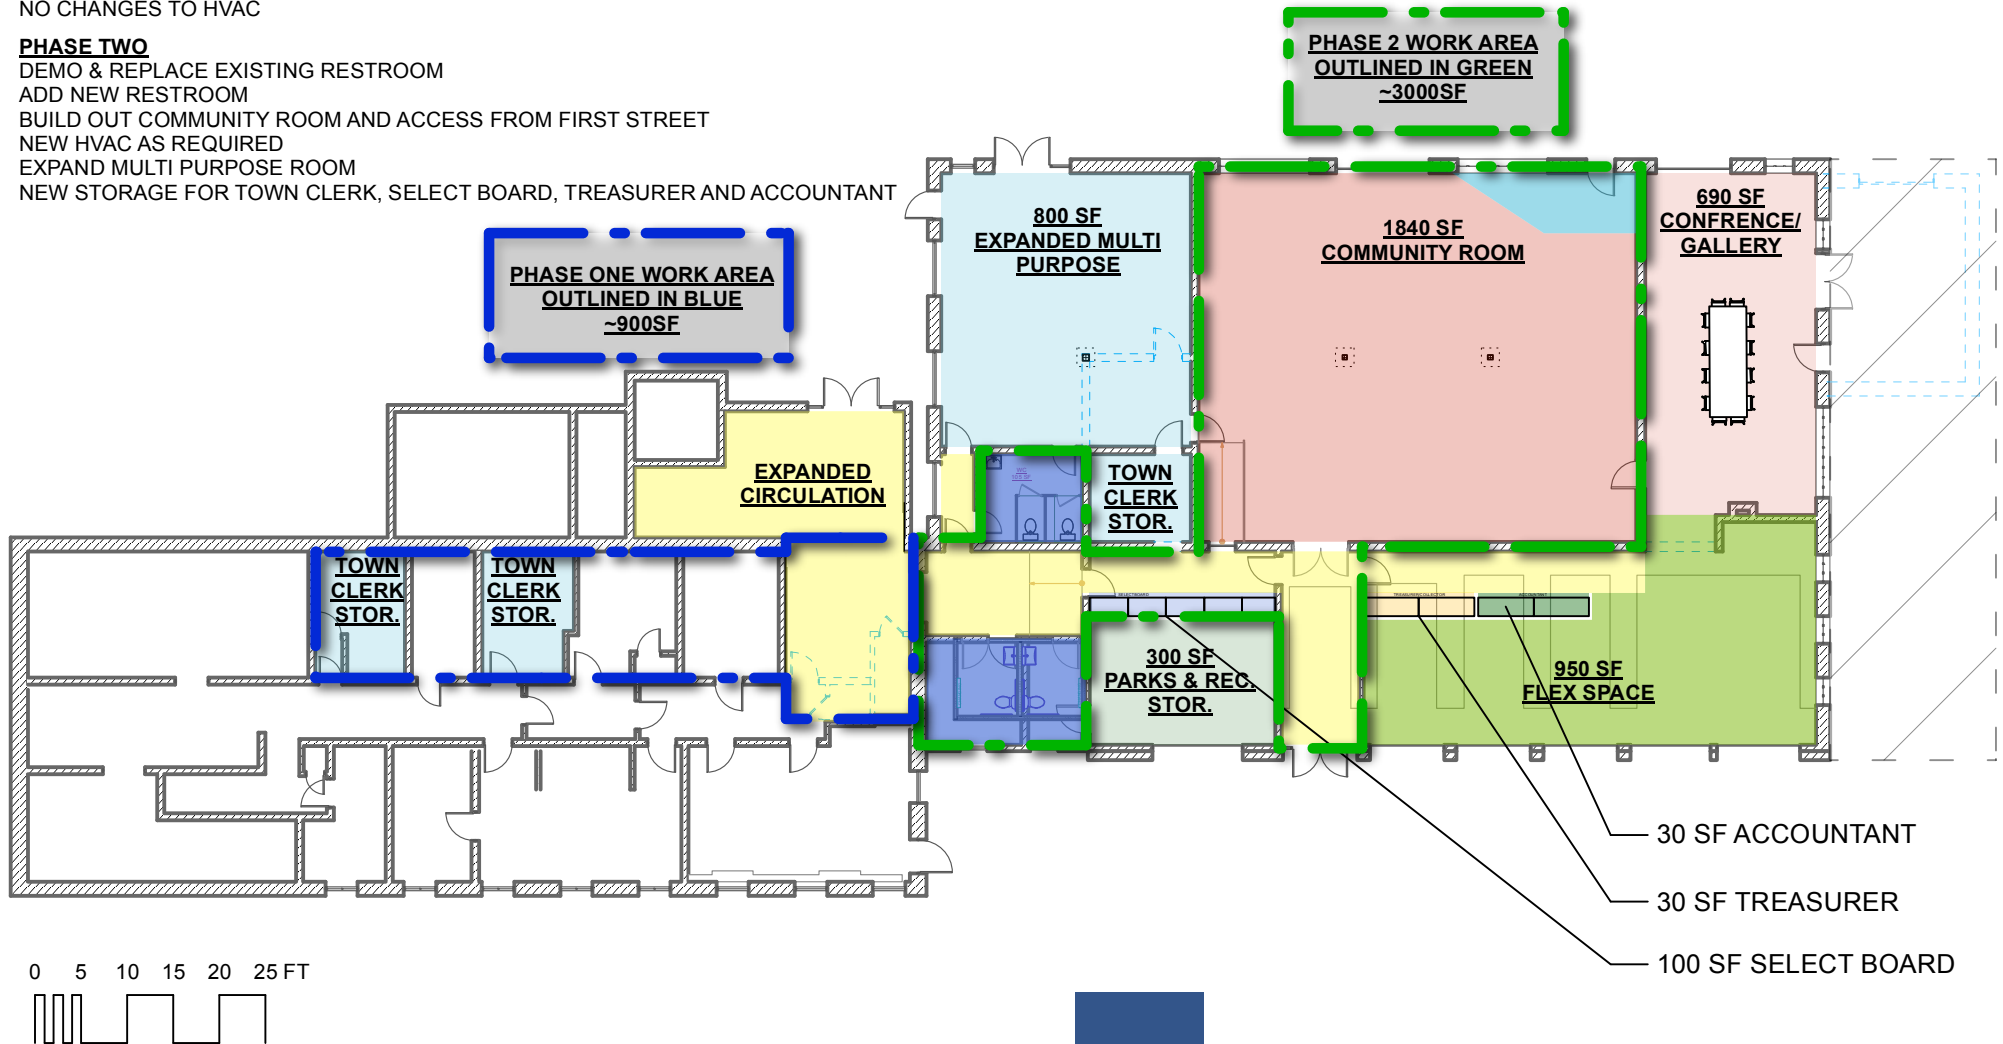 NO CHANGES TO HVAC
PHASE TWO
DEMO & REPLACE EXISTING RESTROOM
ADD NEW RESTROOM
BUILD OUT COMMUNITY ROOM AND ACCESS FROM FIRST STREET
NEW HVAC AS REQUIRED
EXPAND MULTI PURPOSE ROOM
NEW STORAGE FOR TOWN CLERK, SELECT BOARD, TREASURER AND ACCOUNTANT
PHASE 2 WORK AREA
OUTLINED IN GREEN
~3000SF
PHASE ONE WORK AREA
OUTLINED IN BLUE
~900SF
800 SF
EXPANDED MULTI
PURPOSE
1840 SF
COMMUNITY ROOM
690 SF
CONFRENCE/
GALLERY
EXPANDED
CIRCULATION
WC
TOWN
CLERK
STOR.
TOWN
CLERK
STOR.
TOWN
CLERK
STOR.
SELECTBOARD
TREASURER/COLLECTOR
ACCOUNTANT
300 SF
PARKS & REC.
STOR.
950 SF
FLEX SPACE
30 SF ACCOUNTANT
30 SF TREASURER
100 SF SELECT BOARD
0 5 10 15 20 25 FT